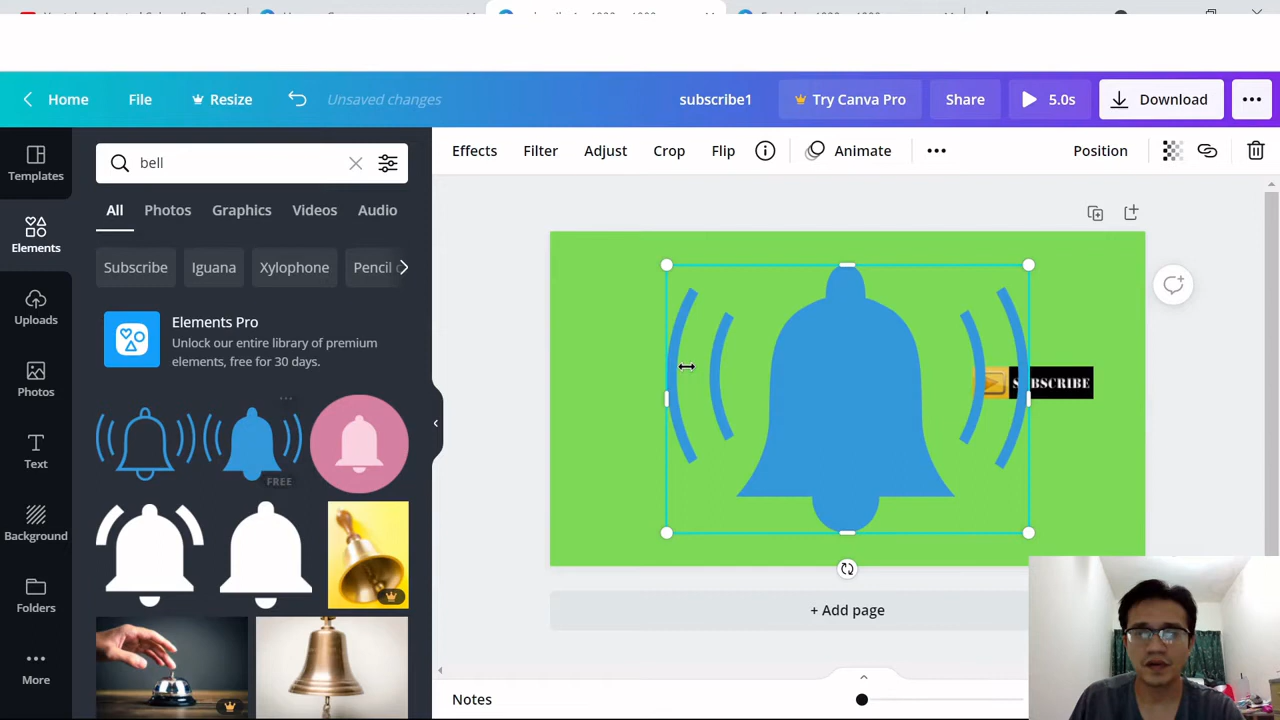 Home
File
Resize
Unsaved changes
subscribe1
Try Canva Pro
Share
5.0s
Download
Templates
Elements
Uploads
Photos
Text
Background
Folders
More
bell
All
Photos
Graphics
Videos
Audio
Subscribe
Iguana
Xylophone
Pencil
Elements Pro
Unlock our entire library of premium
elements, free for 30 days.
FREE
Effects
Filter
Adjust
Crop
Flip
Animate
Position
SUBSCRIBE
+ Add page
Notes